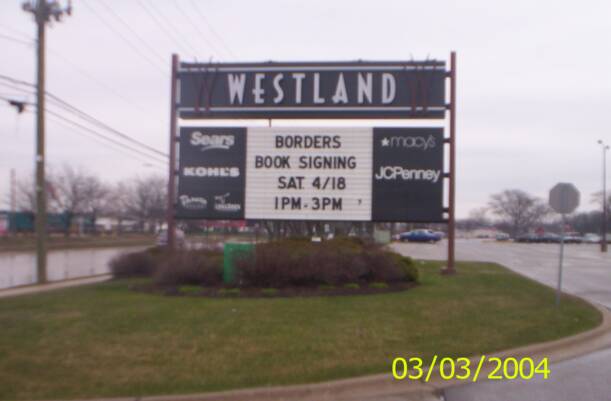 WESTLAND
Sears
KOHL'S
BORDERS
BOOK SIGNING
SAT 4/18
1PM-3PM
macy's
JCPenney
03/03/2004